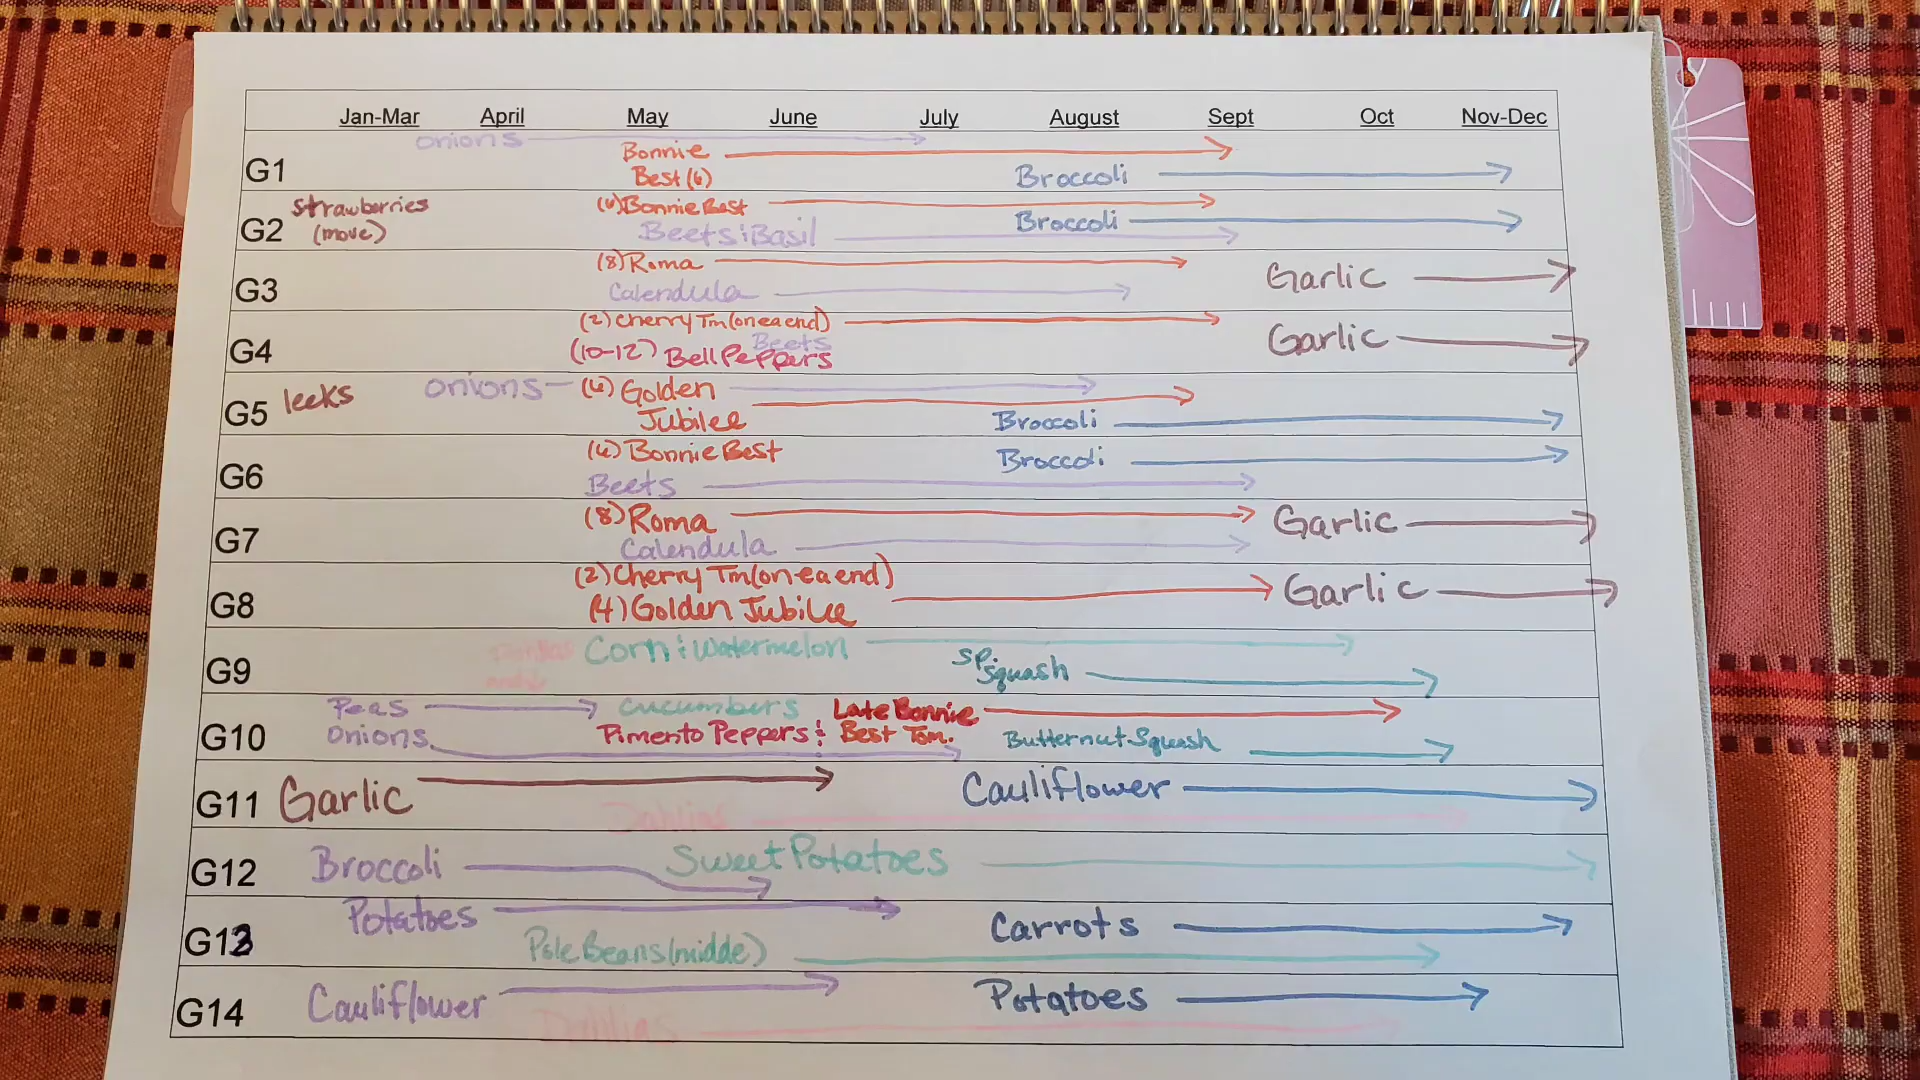 Jan-Mar April May June July August Sept Oct Nov-Dec
onions
G1 Bonnie
Best (6) Broccoli
G2 strawberries (6) Bonnie Best Broccoli
(move) Beets & Basil
G3 (8) Roma Garlic
Calendula
G4 (2) Cherry Tm (on ea end) Garlic
Beets
(10-12) Bell Peppers
G5 leeks onions (6) Golden
Jubilee Broccoli
G6 (6) Bonnie Best Broccoli
Beets
G7 (8) Roma Garlic
Calendula
G8 (2) Cherry Tm (on ea end) Garlic
(4) Golden Jubilee
G9 Corn & Watermelon Sp.
Squash
G10 Peas Cucumbers Late Bonnie
Onions Pimento Peppers & Best Tom. Butternut Squash
G11 Garlic Cauliflower
Dahlias
G12 Broccoli Sweet Potatoes
G13 Potatoes Carrots
Pole Beans (midde)
G14 Cauliflower Potatoes
Dahlias